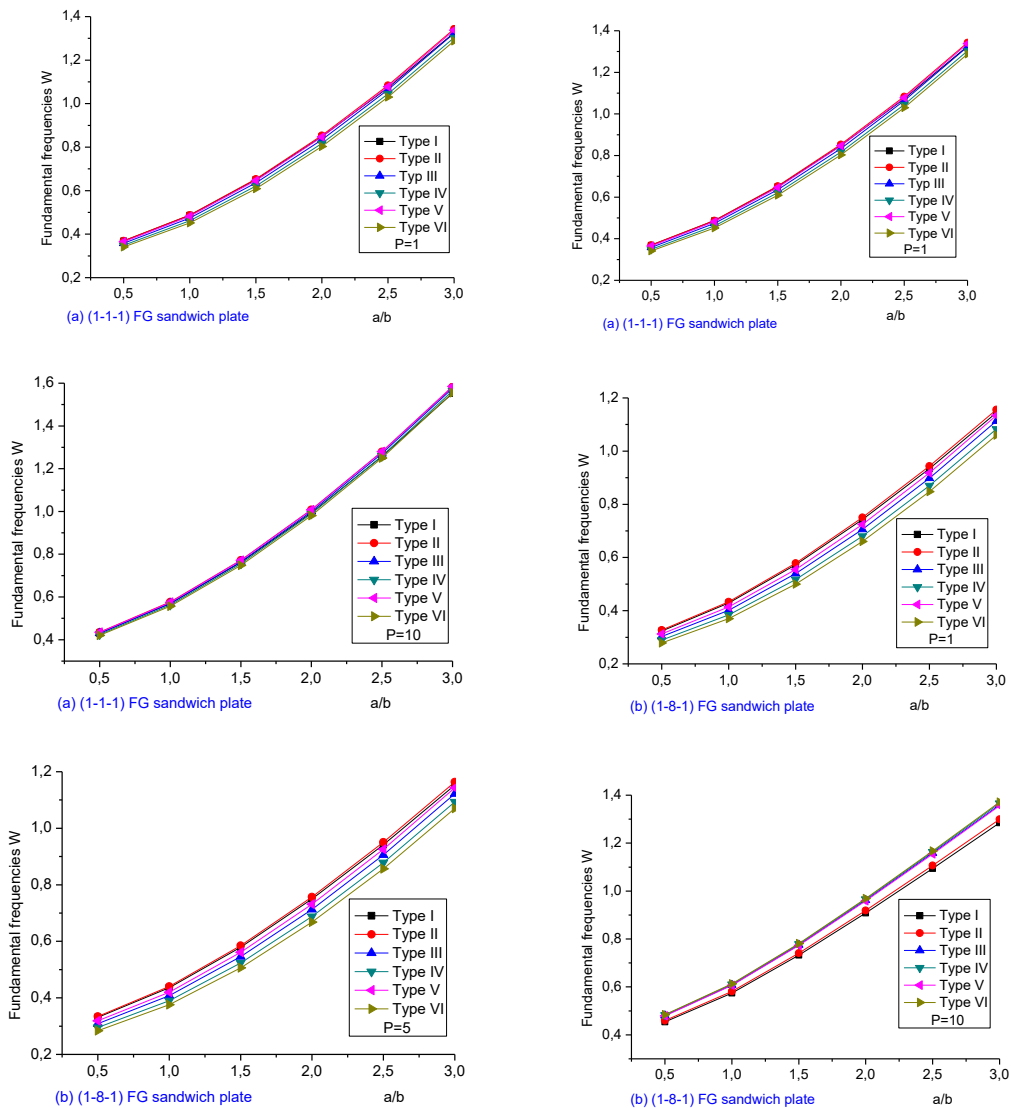 Fundamental frequencies W
1,4
1,2
1,0
0,8
0,6
0,4
0,2
Type I
Type II
Typ III
Type IV
Type V
Type VI
P=1
0,5 1,0 1,5 2,0 2,5 3,0
(a) (1-1-1) FG sandwich plate a/b
Fundamental frequencies W
1,4
1,2
1,0
0,8
0,6
0,4
0,2
Type I
Type II
Typ III
Type IV
Type V
Type VI
P=1
0,5 1,0 1,5 2,0 2,5 3,0
(a) (1-1-1) FG sandwich plate a/b
Fundamental frequencies W
1,6
1,4
1,2
1,0
0,8
0,6
0,4
Type I
Type II
Type III
Type IV
Type V
Type VI
P=10
0,5 1,0 1,5 2,0 2,5 3,0
(a) (1-1-1) FG sandwich plate a/b
Fundamental frequencies W
1,2
1,0
0,8
0,6
0,4
0,2
Type I
Type II
Type III
Type IV
Type V
Type VI
P=1
0,5 1,0 1,5 2,0 2,5 3,0
(b) (1-8-1) FG sandwich plate a/b
Fundamental frequencies W
1,2
1,0
0,8
0,6
0,4
0,2
Type I
Type II
Type III
Type IV
Type V
Type VI
P=5
0,5 1,0 1,5 2,0 2,5 3,0
(b) (1-8-1) FG sandwich plate a/b
Fundamental frequencies W
1,4
1,2
1,0
0,8
0,6
0,4
Type I
Type II
Type III
Type IV
Type V
Type VI
P=10
0,5 1,0 1,5 2,0 2,5 3,0
(b) (1-8-1) FG sandwich plate a/b